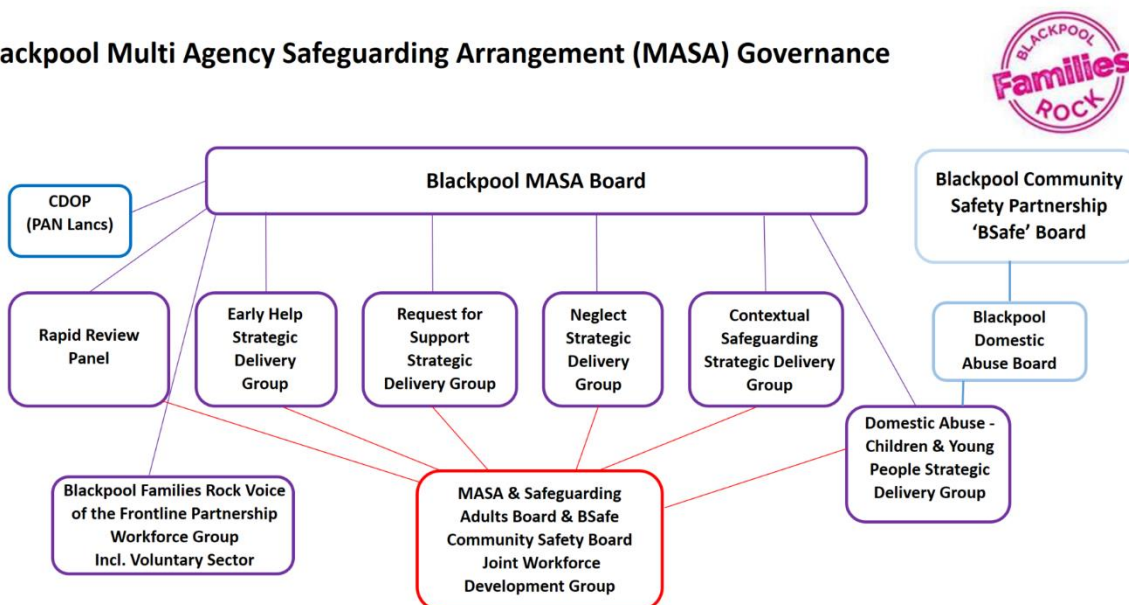 lackpool Multi Agency Safeguarding Arrangement (MASA) Governance
BLACKPOOL
Families
ROCK
Blackpool MASA Board
CDOP
(PAN Lancs)
Blackpool Community
Safety Partnership
‘BSafe’ Board
Rapid Review
Panel
Early Help
Strategic
Delivery
Group
Request for
Support
Strategic
Delivery Group
Neglect
Strategic
Delivery
Group
Contextual
Safeguarding
Strategic Delivery
Group
Blackpool
Domestic
Abuse Board
Domestic Abuse -
Children & Young
People Strategic
Delivery Group
Blackpool Families Rock Voice
of the Frontline Partnership
Workforce Group
Incl. Voluntary Sector
MASA & Safeguarding
Adults Board & BSafe
Community Safety Board
Joint Workforce
Development Group